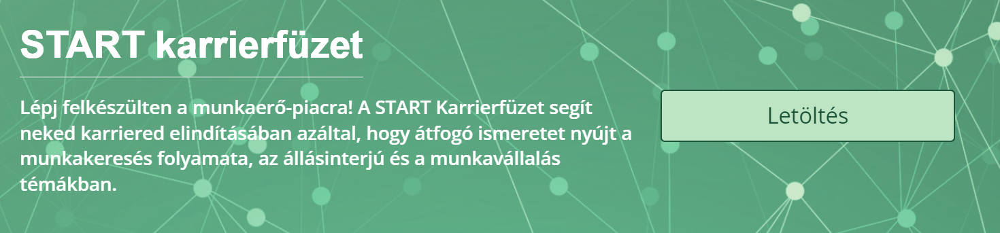 START karrierfüzet
Lépj felkészülten a munkaerő-piacra! A START Karrierfüzet segít
neked karriered elindításában azáltal, hogy átfogó ismeretet nyújt a
munkakeresés folyamata, az állásinterjú és a munkavállalás
témákban.
Letöltés